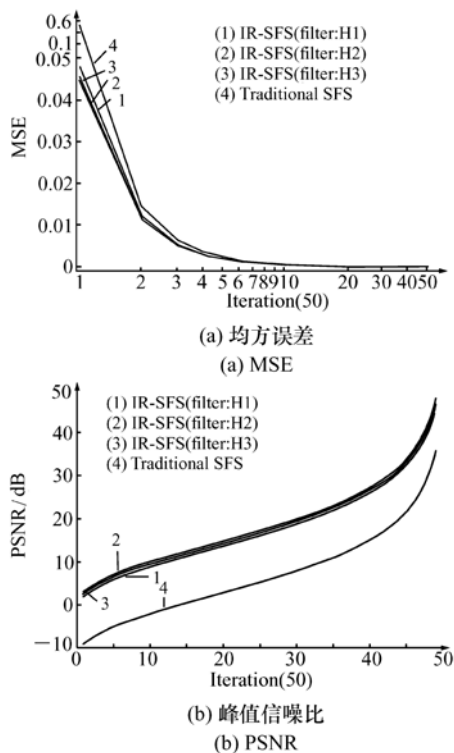 0.6
0.1
0.05
0.04
0.03
0.02
0.01
0
MSE
4
3
2
1
(1) IR-SFS(filter:H1)
(2) IR-SFS(filter:H2)
(3) IR-SFS(filter:H3)
(4) Traditional SFS
1 2 3 4 5 6 78910 20 30 4050
Iteration(50)
(a) 均方误差
(a) MSE
50
40
30
20
10
0
－10
PSNR/dB
(1) IR-SFS(filter:H1)
(2) IR-SFS(filter:H2)
(3) IR-SFS(filter:H3)
(4) Traditional SFS
2
1
3
4
0 10 20 30 40 50
Iteration(50)
(b) 峰值信噪比
(b) PSNR